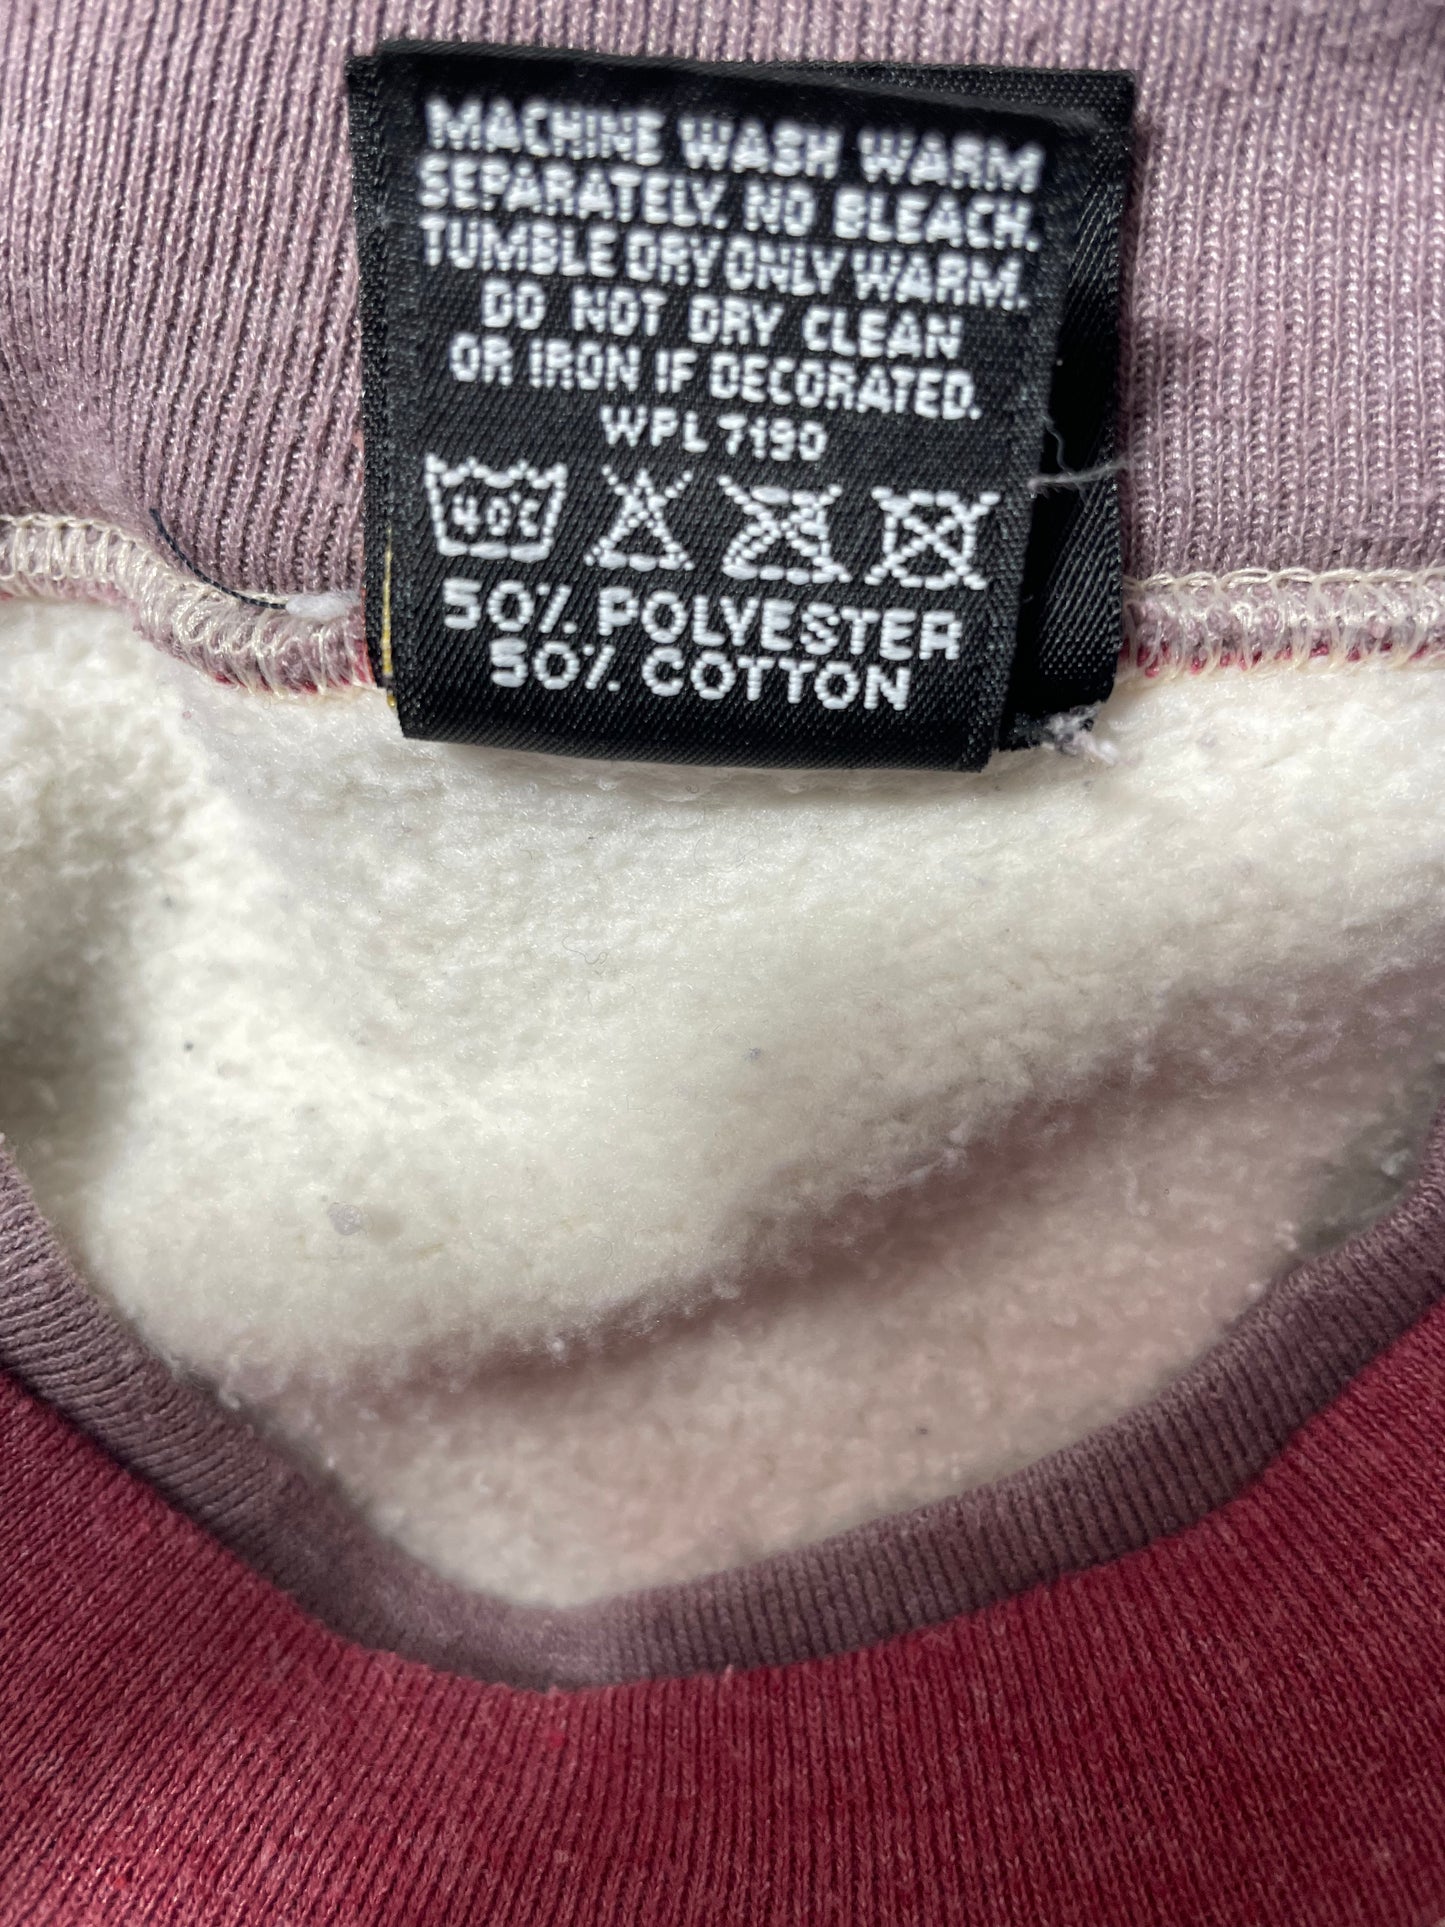 MACHINE WASH WARM
SEPARATELY. NO BLEACH.
TUMBLE DRY ONLY WARM.
DO NOT DRY CLEAN
OR IRON IF DECORATED.
WPL 7190
40°C
50% POLYESTER
50% COTTON